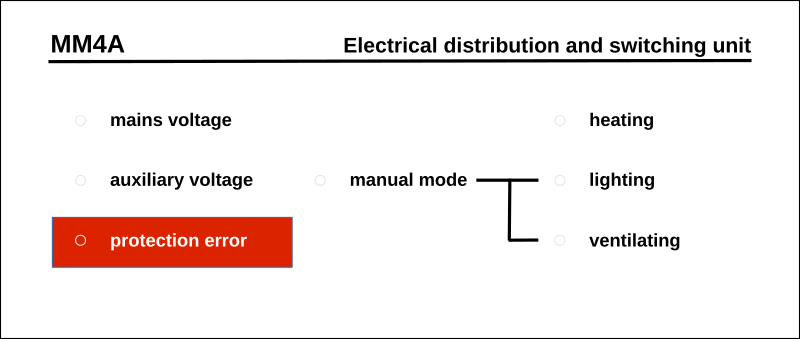 MM4A
Electrical distribution and switching unit
mains voltage
heating
auxiliary voltage
manual mode
lighting
protection error
ventilating